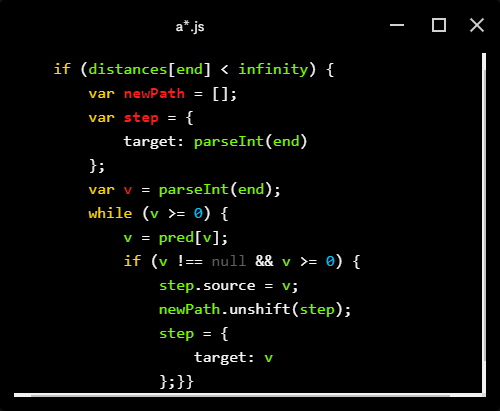 a*.js
if (distances[end] < infinity) {
var newPath = [];
var step = {
target: parseInt(end)
};
var v = parseInt(end);
while (v >= 0) {
v = pred[v];
if (v !== null && v >= 0) {
step.source = v;
newPath.unshift(step);
step = {
target: v
};}}